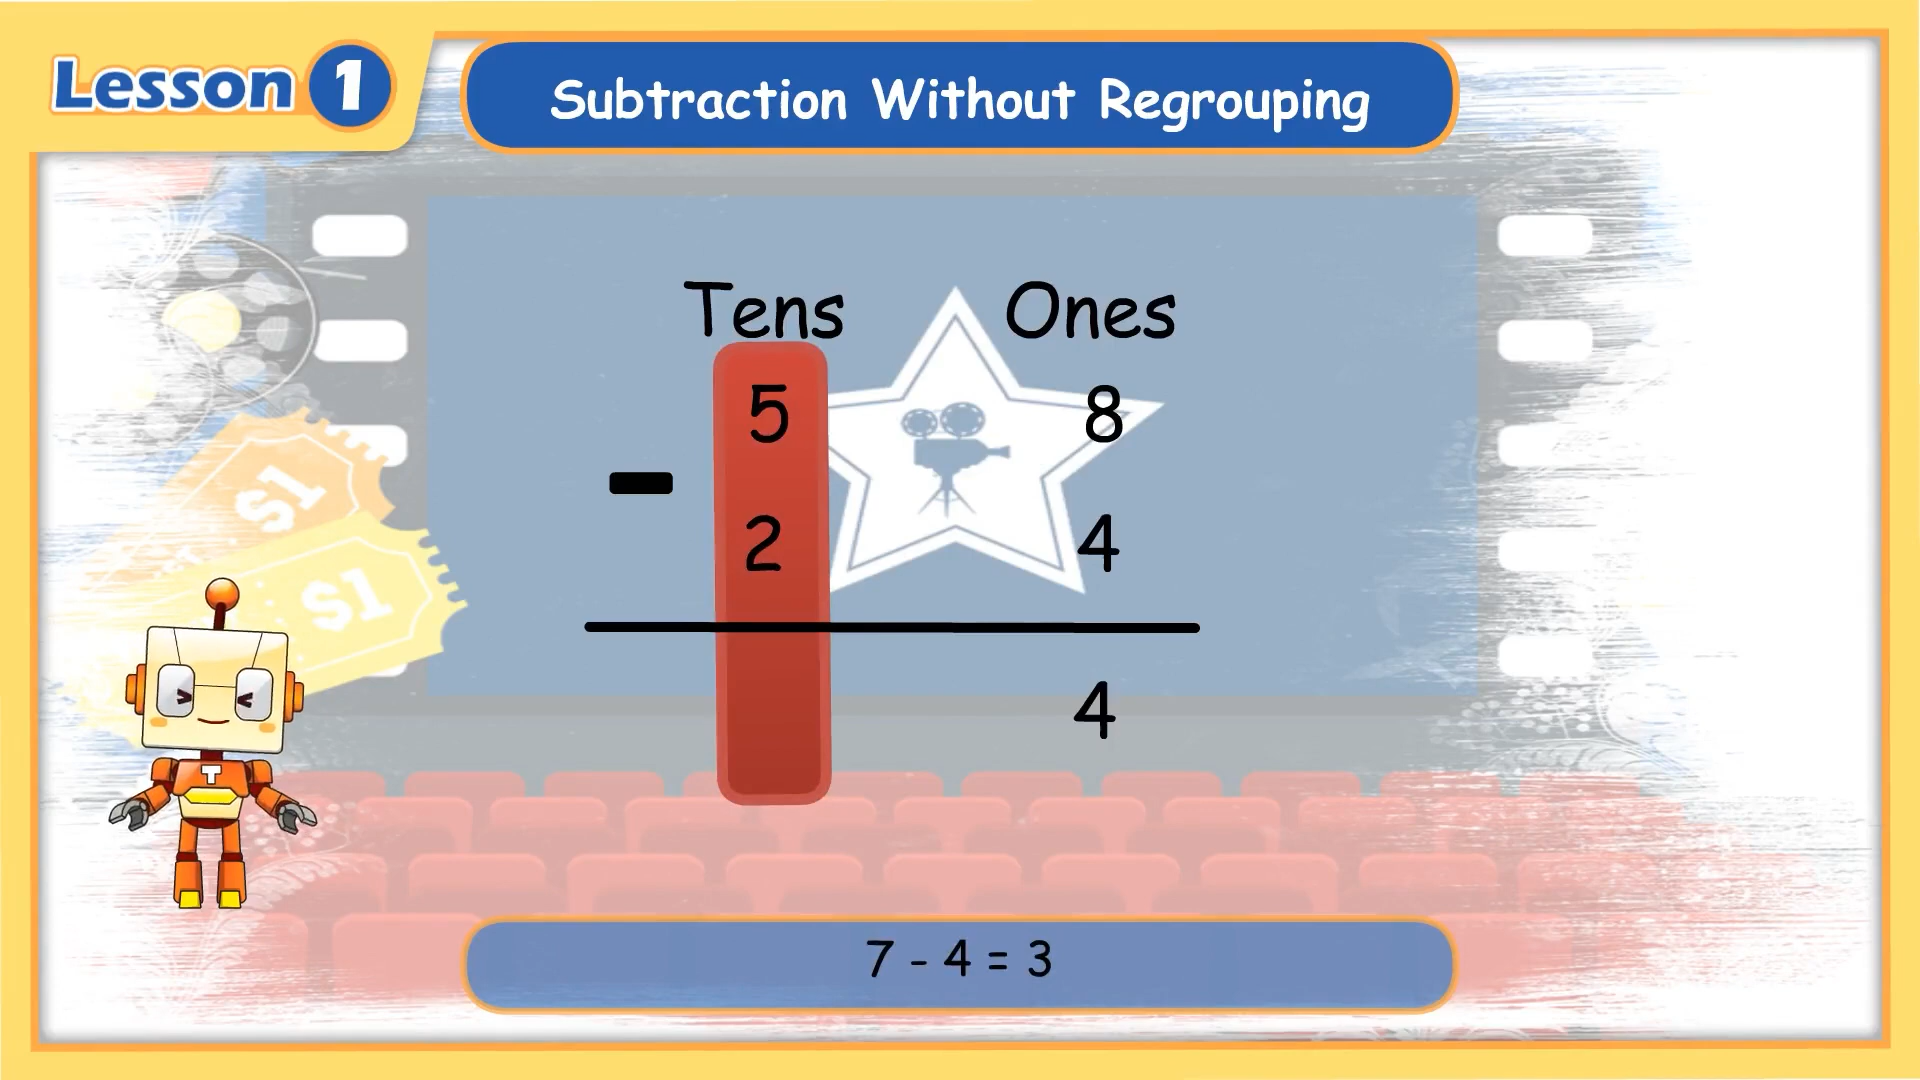 Lesson 1
Subtraction Without Regrouping
Tens Ones
5 8
-
2 4
4
$1
$1
T
7 - 4 = 3